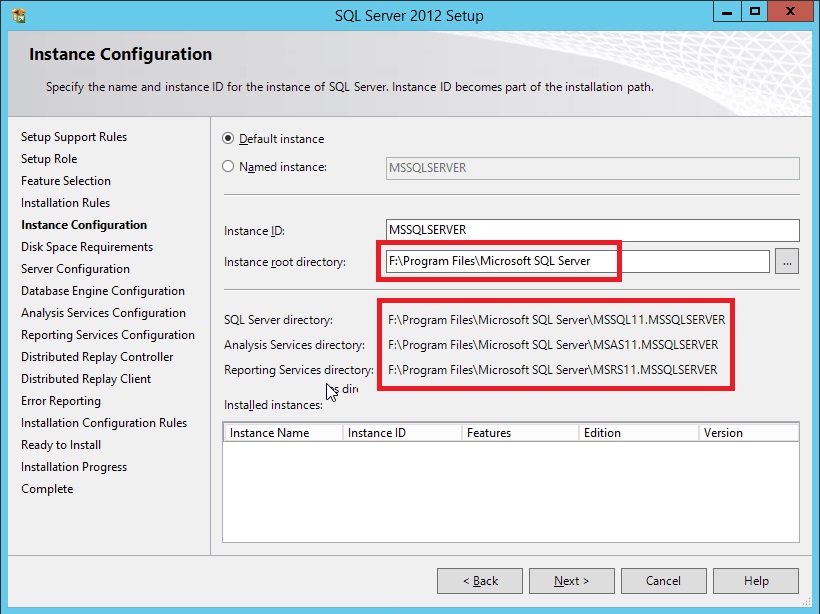 SQL Server 2012 Setup
Instance Configuration
Specify the name and instance ID for the instance of SQL Server. Instance ID becomes part of the installation path.
Setup Support Rules
Setup Role
Feature Selection
Installation Rules
Instance Configuration
Disk Space Requirements
Server Configuration
Database Engine Configuration
Analysis Services Configuration
Reporting Services Configuration
Distributed Replay Controller
Distributed Replay Client
Error Reporting
Installation Configuration Rules
Ready to Install
Installation Progress
Complete
Default instance
Named instance: MSSQLSERVER
Instance ID: MSSQLSERVER
Instance root directory: F:\Program Files\Microsoft SQL Server ...
SQL Server directory: F:\Program Files\Microsoft SQL Server\MSSQL11.MSSQLSERVER
Analysis Services directory: F:\Program Files\Microsoft SQL Server\MSAS11.MSSQLSERVER
Reporting Services directory: F:\Program Files\Microsoft SQL Server\MSRS11.MSSQLSERVER
Installed instances:
Instance Name Instance ID Features Edition Version
< Back Next > Cancel Help